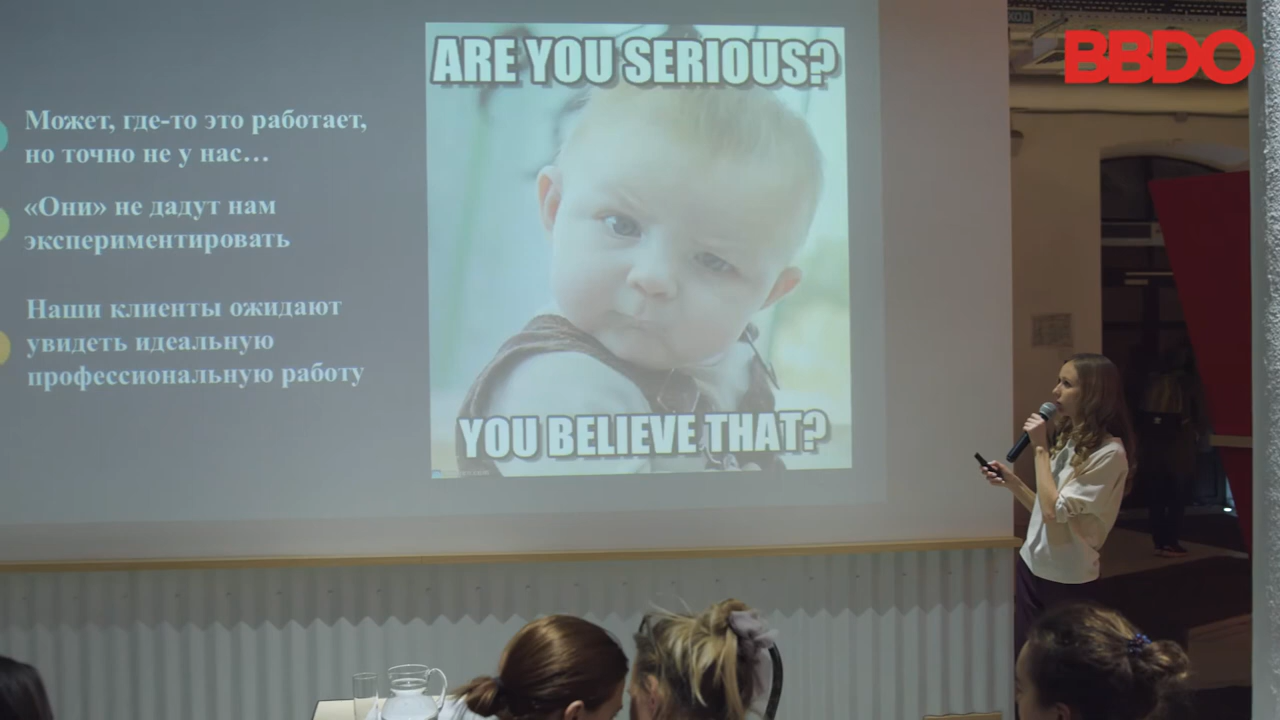 BBDO
ARE YOU SERIOUS?
Может, где-то это работает,
но точно не у нас...
«Они» не дадут нам
экспериментировать
Наши клиенты ожидают
увидеть идеальную
профессиональную работу
YOU BELIEVE THAT?